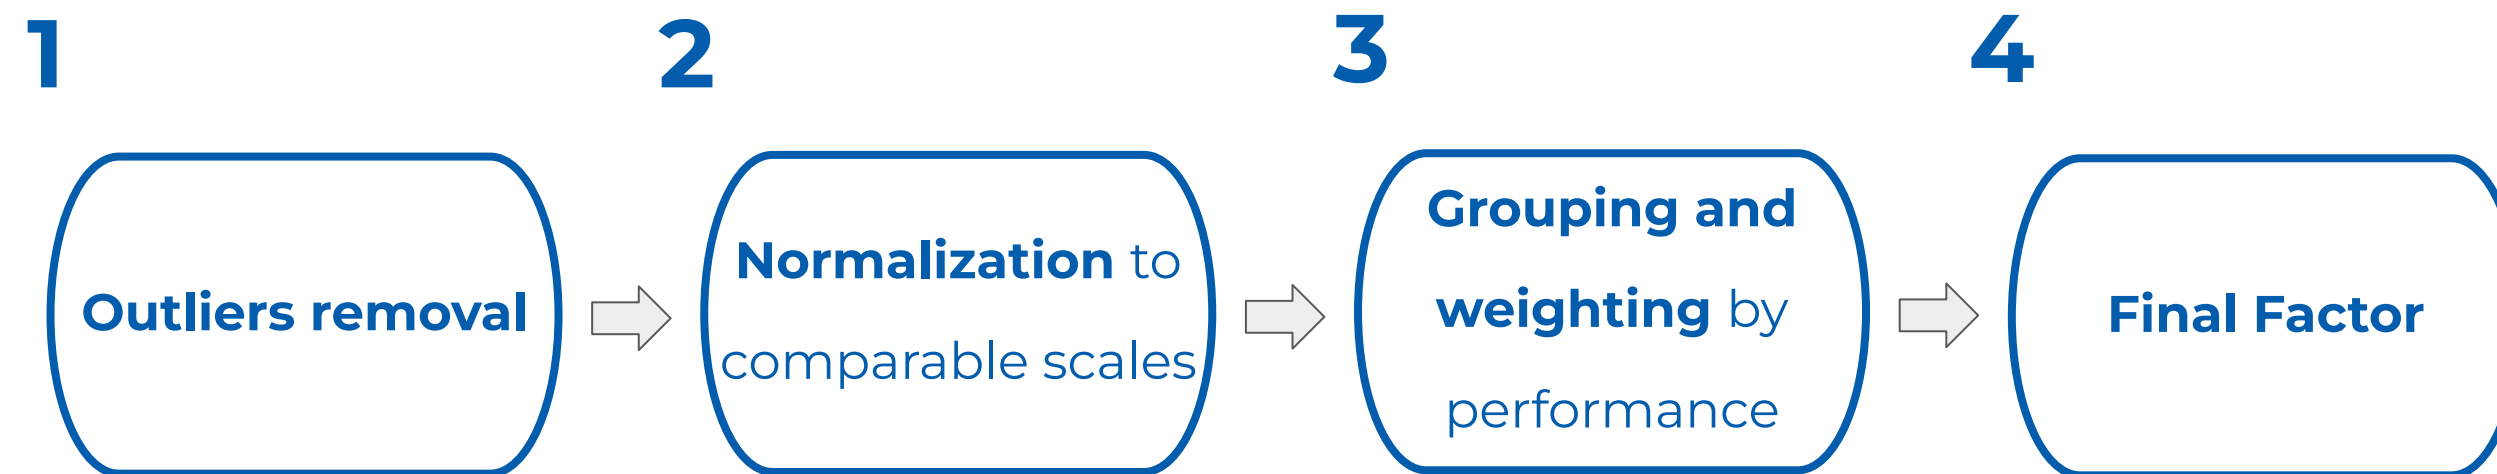 1
2
3
4
Outliers removal
Normalization to
comparable scales
Grouping and
weighting by
performance
Final Factor